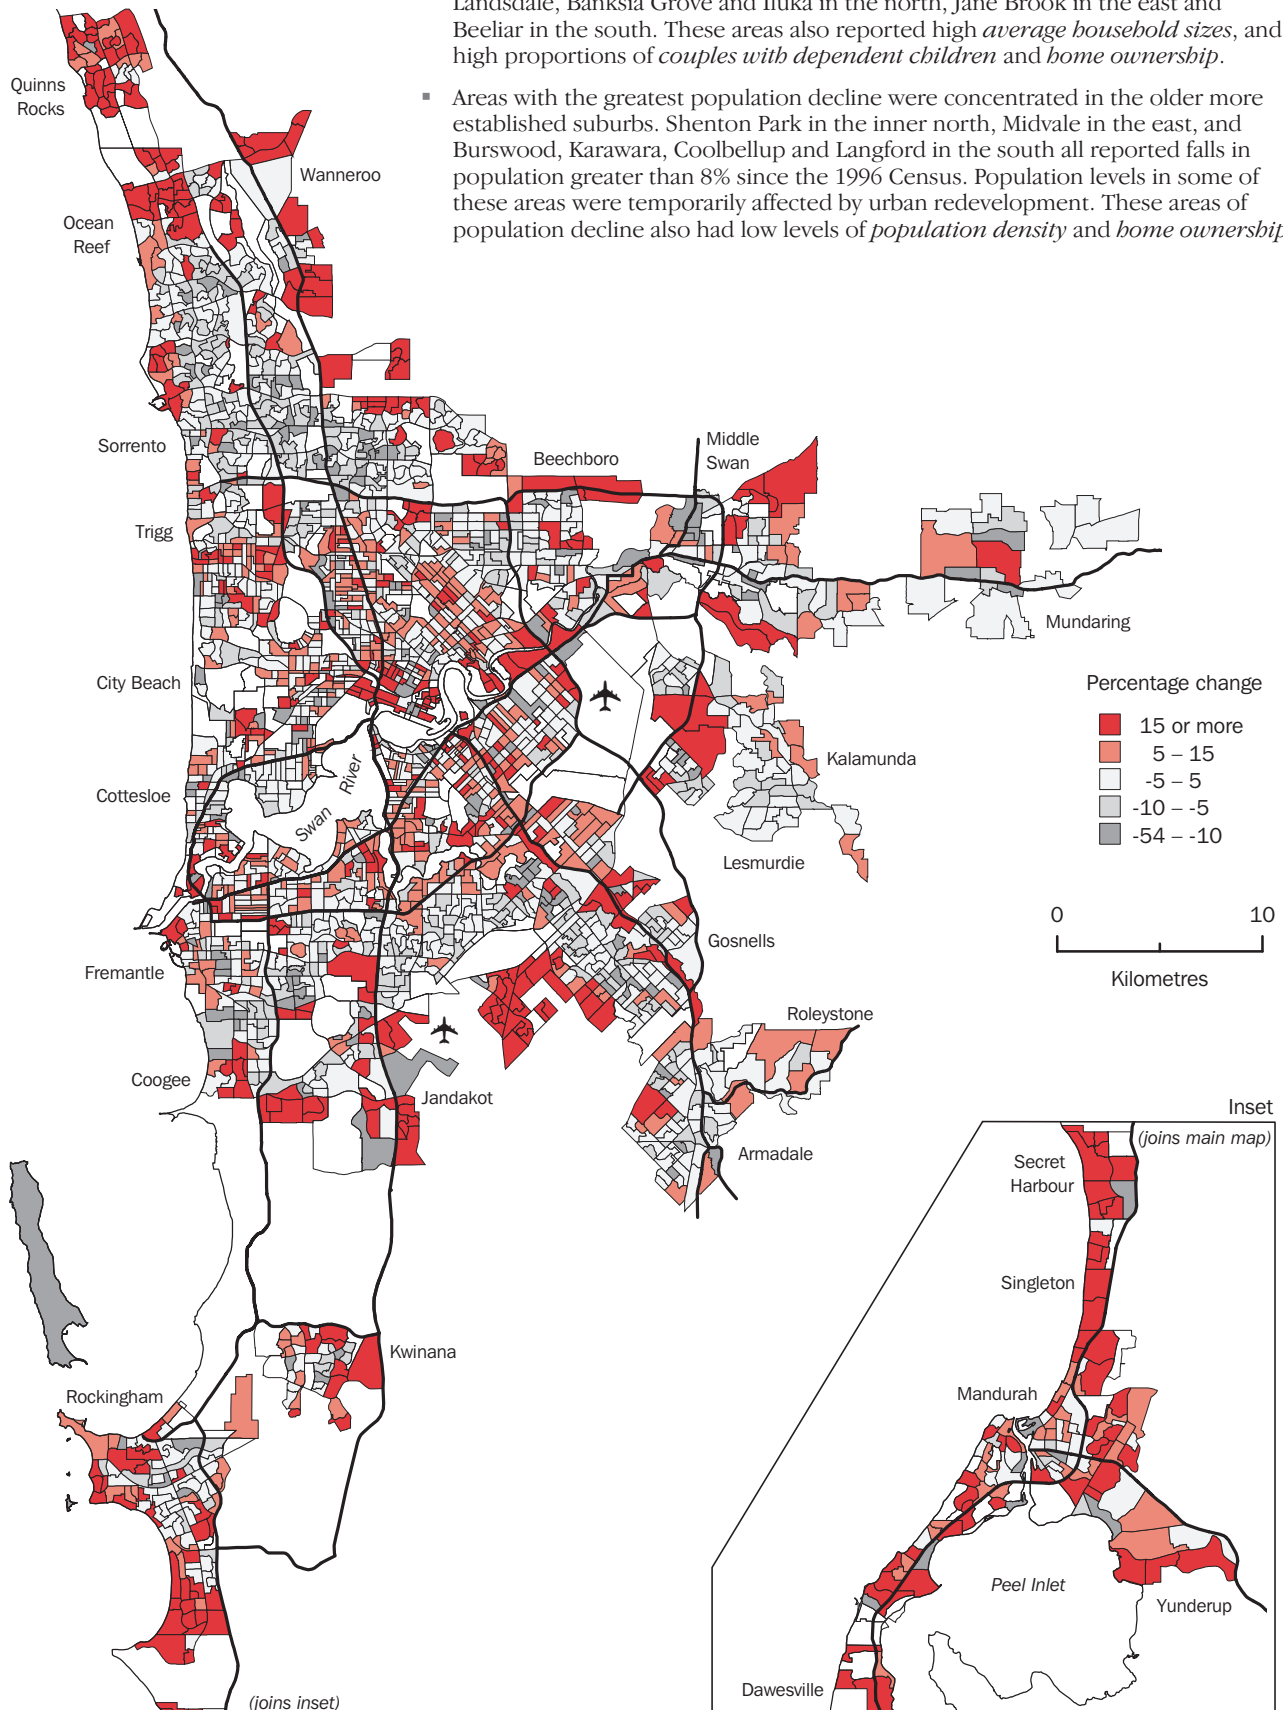 Landsdale, Banksia Grove and Iluka in the north, Jane Brook in the east and
Beeliar in the south. These areas also reported high average household sizes, and
high proportions of couples with dependent children and home ownership.
▪ Areas with the greatest population decline were concentrated in the older more
established suburbs. Shenton Park in the inner north, Midvale in the east, and
Burswood, Karawara, Coolbellup and Langford in the south all reported falls in
population greater than 8% since the 1996 Census. Population levels in some of
these areas were temporarily affected by urban redevelopment. These areas of
population decline also had low levels of population density and home ownership
Quinns
Rocks
Wanneroo
Ocean
Reef
Sorrento
Middle
Swan
Beechboro
Trigg
Mundaring
City Beach
Percentage change
15 or more
5 – 15
-5 – 5
-10 – -5
-54 – -10
Kalamunda
Cottesloe
Swan River
Lesmurdie
0 10
Kilometres
Gosnells
Fremantle
Roleystone
Coogee
Jandakot
Armadale
Inset
(joins main map)
Secret
Harbour
Singleton
Kwinana
Rockingham
Mandurah
Peel Inlet
Yunderup
Dawesville
(joins inset)